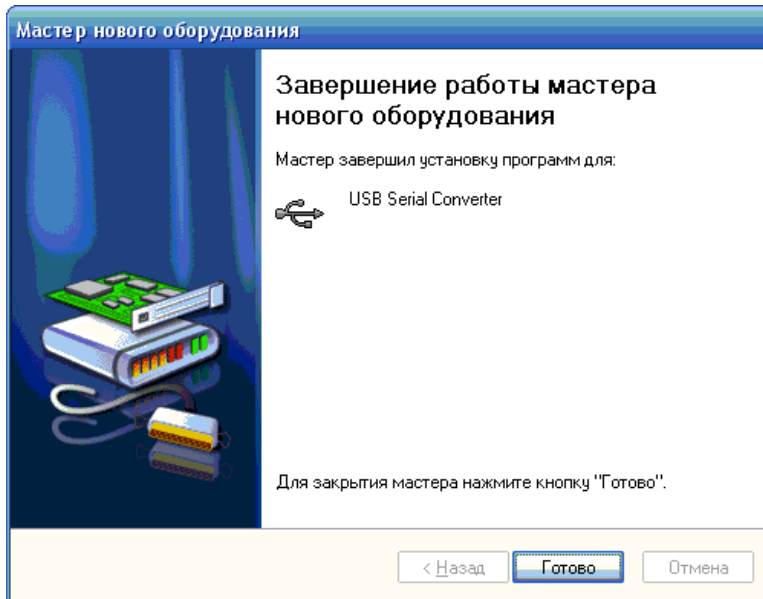 Мастер нового оборудования
Завершение работы мастера
нового оборудования
Мастер завершил установку программ для:
USB Serial Converter
Для закрытия мастера нажмите кнопку "Готово".
< Назад
Готово
Отмена